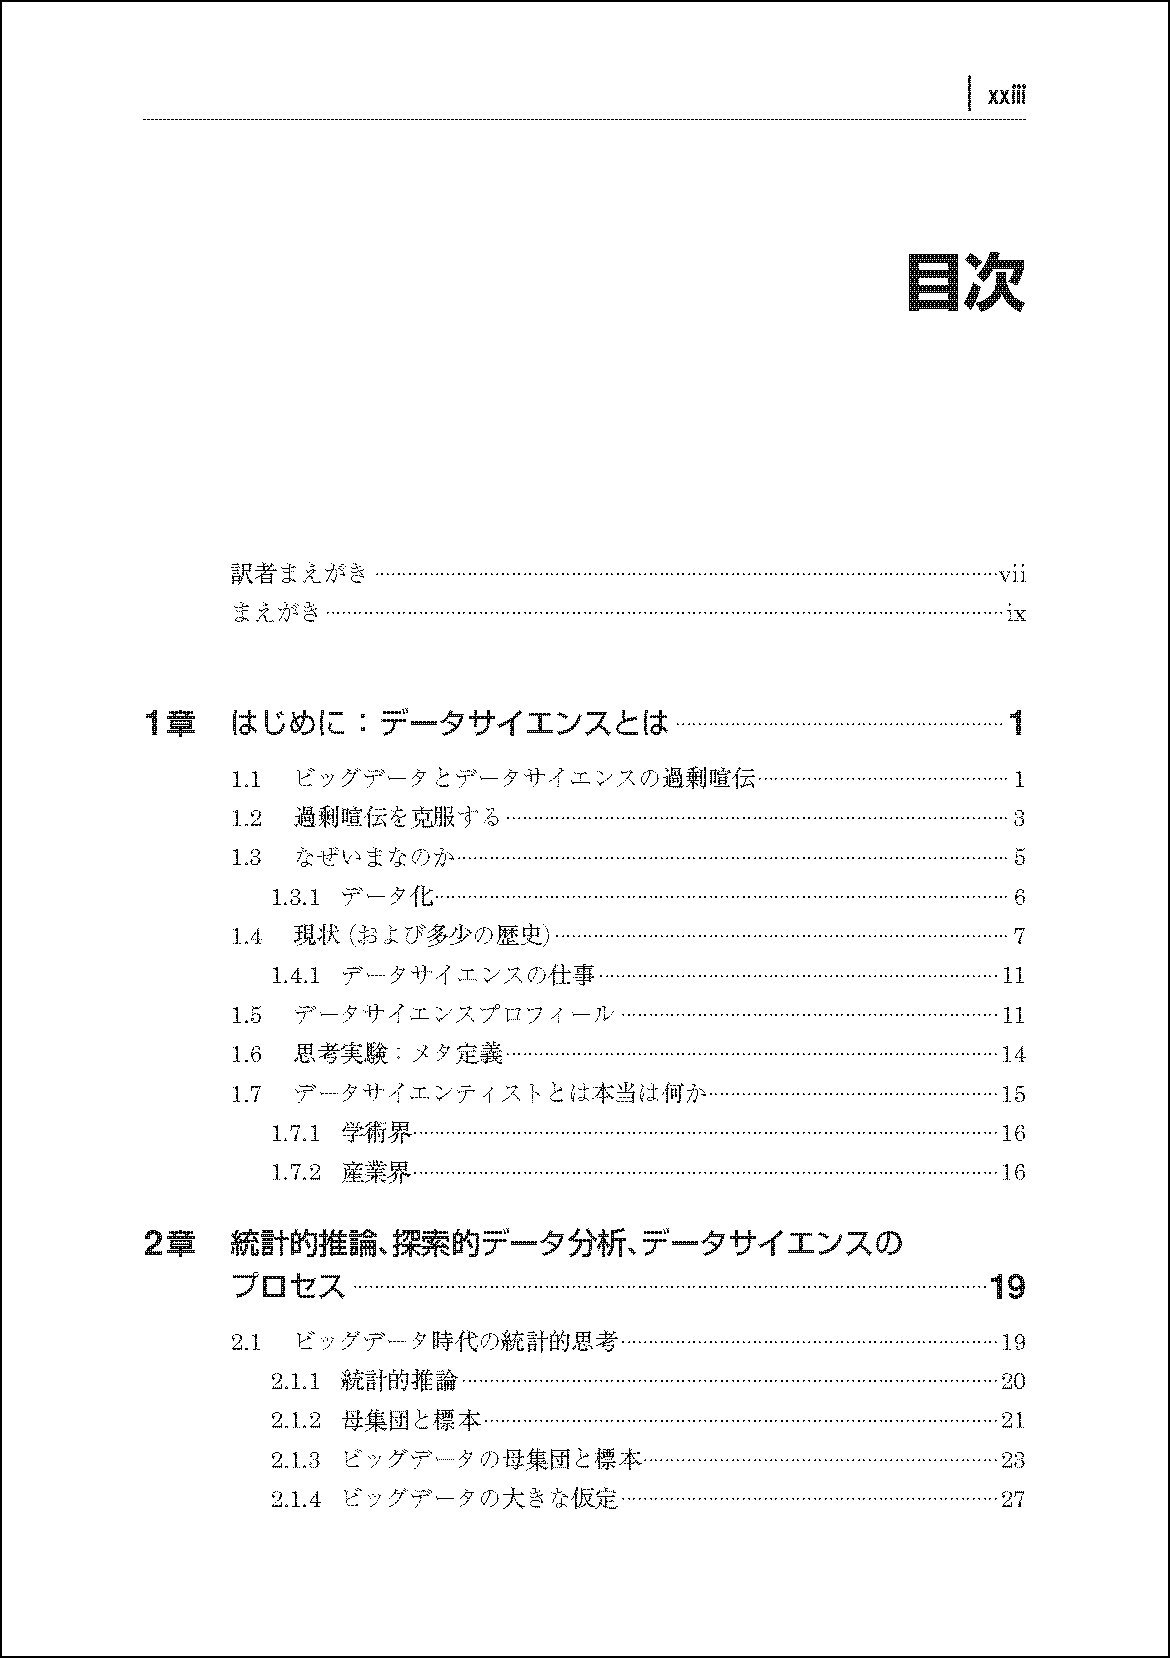 xxiii
目次
訳者まえがき ……………………………………………… vii
まえがき ……………………………………………… ix
1章 はじめに：データサイエンスとは ……………………………… 1
1.1 ビッグデータとデータサイエンスの過剰喧伝 ……………………………… 1
1.2 過剰喧伝を克服する ……………………………… 3
1.3 なぜいまなのか ……………………………… 5
1.3.1 データ化 ……………………………… 6
1.4 現状（および多少の歴史） ……………………………… 7
1.4.1 データサイエンスの仕事 ……………………………… 11
1.5 データサイエンスプロフィール ……………………………… 11
1.6 思考実験：メタ定義 ……………………………… 14
1.7 データサイエンティストとは本当は何か ……………………………… 15
1.7.1 学術界 ……………………………… 16
1.7.2 産業界 ……………………………… 16
2章 統計的推論、探索的データ分析、データサイエンスの
プロセス ……………………………… 19
2.1 ビッグデータ時代の統計的思考 ……………………………… 19
2.1.1 統計的推論 ……………………………… 20
2.1.2 母集団と標本 ……………………………… 21
2.1.3 ビッグデータの母集団と標本 ……………………………… 23
2.1.4 ビッグデータの大きな仮定 ……………………………… 27